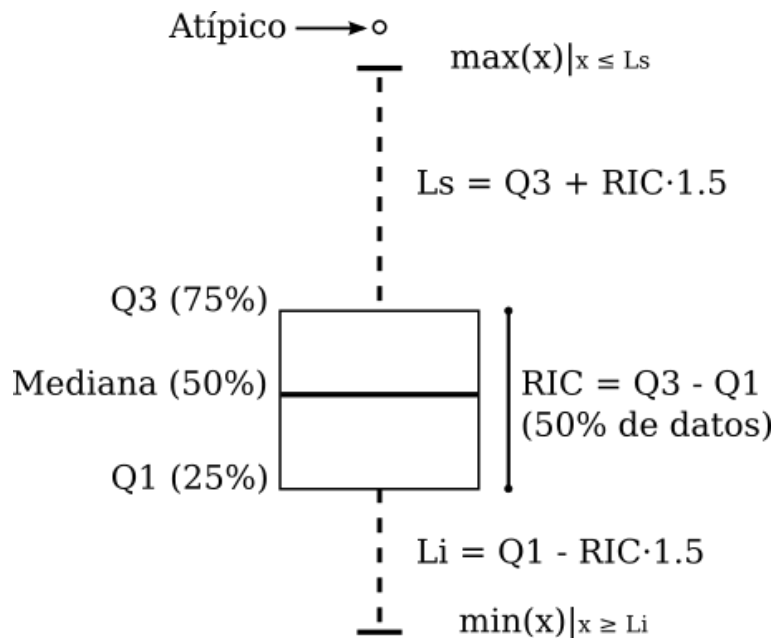 Atípico
max(x)|x ≤ Ls
Ls = Q3 + RIC·1.5
Q3 (75%)
Mediana (50%)
RIC = Q3 - Q1
(50% de datos)
Q1 (25%)
Li = Q1 - RIC·1.5
min(x)|x ≥ Li